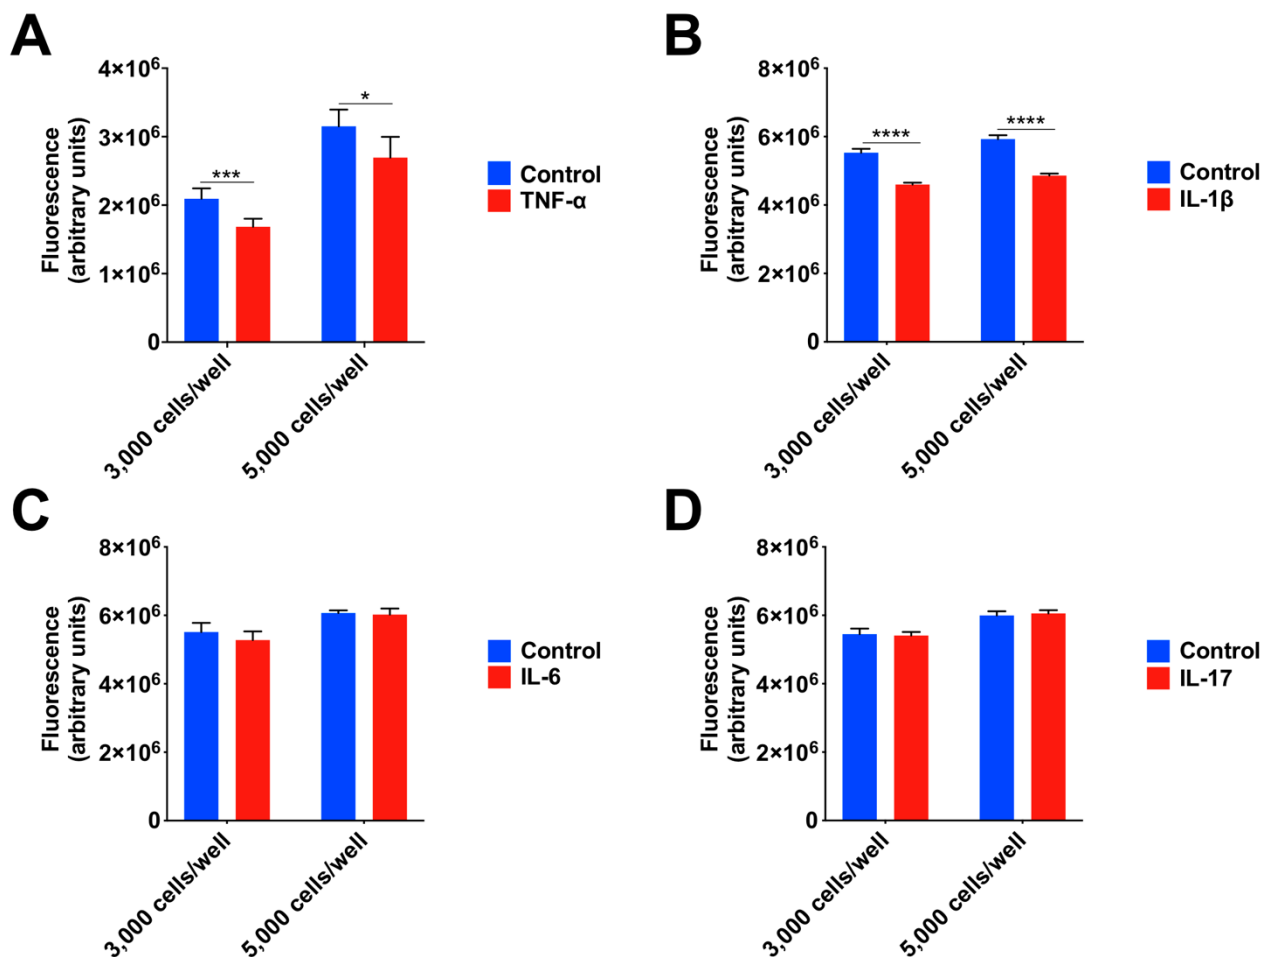 A
Fluorescence
(arbitrary units)
4×10⁶
3×10⁶
2×10⁶
1×10⁶
0
***
*
3,000 cells/well
5,000 cells/well
Control
TNF-α
B
Fluorescence
(arbitrary units)
8×10⁶
6×10⁶
4×10⁶
2×10⁶
0
****
****
3,000 cells/well
5,000 cells/well
Control
IL-1β
C
Fluorescence
(arbitrary units)
8×10⁶
6×10⁶
4×10⁶
2×10⁶
0
3,000 cells/well
5,000 cells/well
Control
IL-6
D
Fluorescence
(arbitrary units)
8×10⁶
6×10⁶
4×10⁶
2×10⁶
0
3,000 cells/well
5,000 cells/well
Control
IL-17